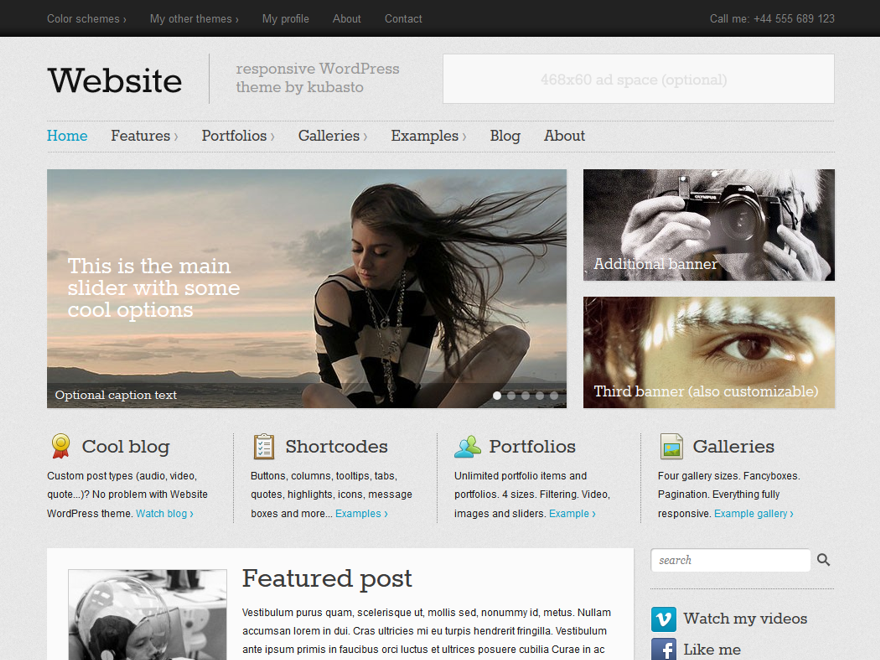 Color schemes ›
My other themes ›
My profile
About
Contact
Call me: +44 555 689 123
Website
responsive WordPress
theme by kubasto
468x60 ad space (optional)
Home
Features ›
Portfolios ›
Galleries ›
Examples ›
Blog
About
This is the main
slider with some
cool options
Optional caption text
OLYMPUS
Additional banner
Third banner (also customizable)
Cool blog
Custom post types (audio, video,
quote...)? No problem with Website
WordPress theme. Watch blog ›
Shortcodes
Buttons, columns, tooltips, tabs,
quotes, highlights, icons, message
boxes and more... Examples ›
Portfolios
Unlimited portfolio items and
portfolios. 4 sizes. Filtering. Video,
images and sliders. Example ›
Galleries
Four gallery sizes. Fancyboxes.
Pagination. Everything fully
responsive. Example gallery ›
Featured post
Vestibulum purus quam, scelerisque ut, mollis sed, nonummy id, metus. Nullam
accumsan lorem in dui. Cras ultricies mi eu turpis hendrerit fringilla. Vestibulum
ante ipsum primis in faucibus orci luctus et ultrices posuere cubilia Curae in ac
search
Watch my videos
Like me